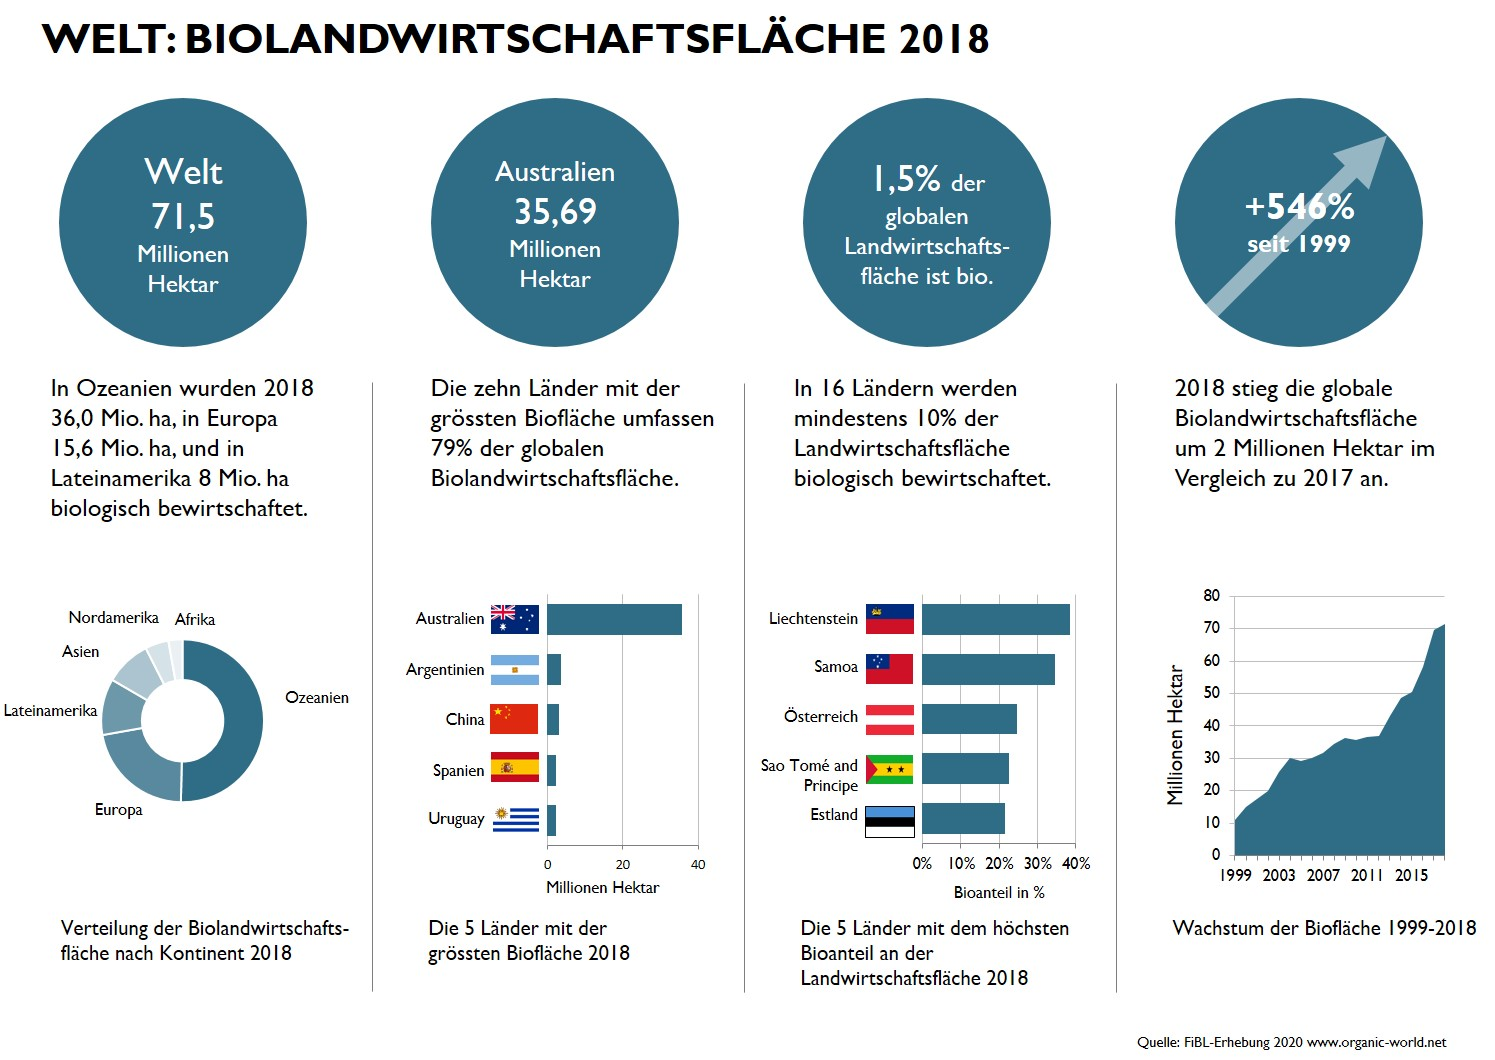 WELT: BIOLANDWIRTSCHAFTSFLÄCHE 2018
Welt
71,5
Millionen
Hektar
In Ozeanien wurden 2018
36,0 Mio. ha, in Europa
15,6 Mio. ha, und in
Lateinamerika 8 Mio. ha
biologisch bewirtschaftet.
Nordamerika
Afrika
Asien
Ozeanien
Lateinamerika
Europa
Verteilung der Biolandwirtschafts-
fläche nach Kontinent 2018
Australien
35,69
Millionen
Hektar
Die zehn Länder mit der
grössten Biofläche umfassen
79% der globalen
Biolandwirtschaftsfläche.
Australien
Argentinien
China
Spanien
Uruguay
0 20 40
Millionen Hektar
Die 5 Länder mit der
grössten Biofläche 2018
1,5% der
globalen
Landwirtschafts-
fläche ist bio.
In 16 Ländern werden
mindestens 10% der
Landwirtschaftsfläche
biologisch bewirtschaftet.
Liechtenstein
Samoa
Österreich
Sao Tomé and
Principe
Estland
0% 10% 20% 30% 40%
Bioanteil in %
Die 5 Länder mit dem höchsten
Bioanteil an der
Landwirtschaftsfläche 2018
+546%
seit 1999
2018 stieg die globale
Biolandwirtschaftsfläche
um 2 Millionen Hektar im
Vergleich zu 2017 an.
Millionen Hektar
80
70
60
50
40
30
20
10
0
1999 2003 2007 2011 2015
Wachstum der Biofläche 1999-2018
Quelle: FiBL-Erhebung 2020 www.organic-world.net